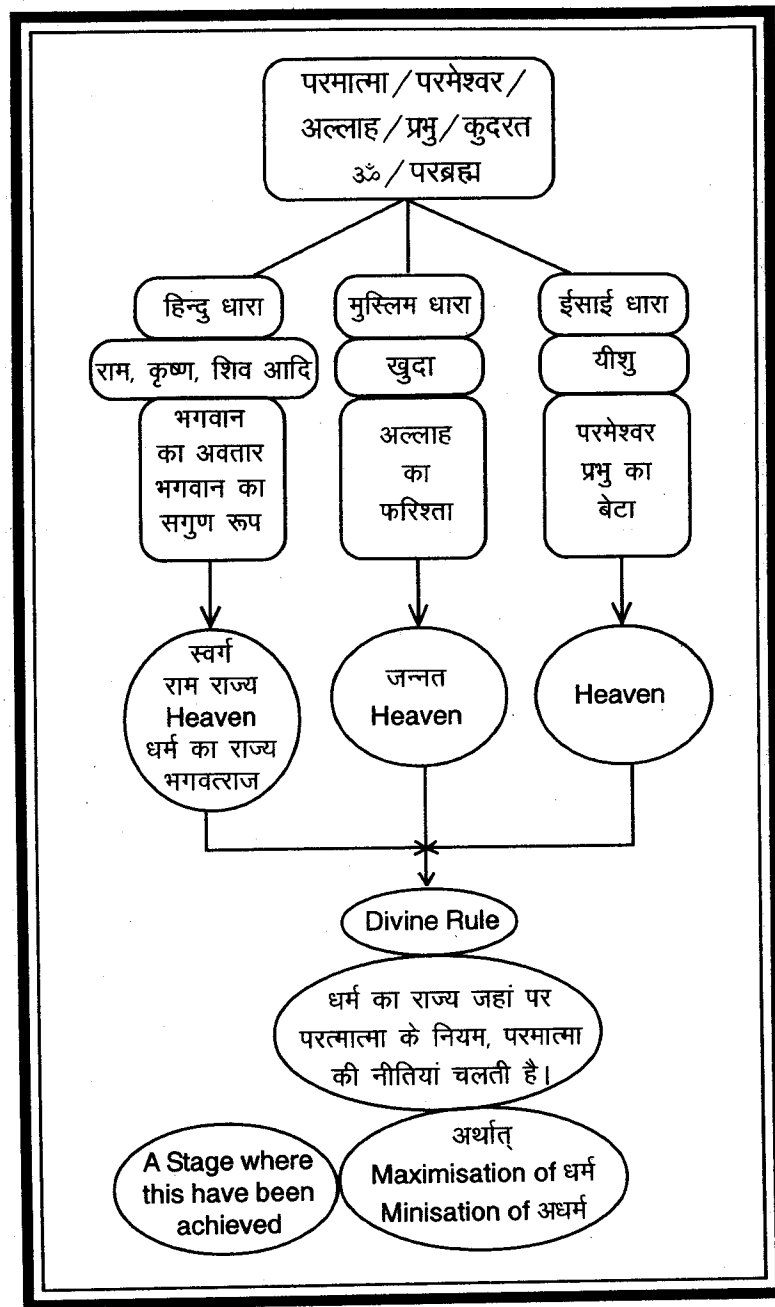 परमात्मा / परमेश्वर /
अल्लाह / प्रभु / कुदरत
ॐ / परब्रह्म
हिन्दु धारा
राम, कृष्ण, शिव आदि
भगवान
का अवतार
भगवान का
सगुण रूप
स्वर्ग
राम राज्य
Heaven
धर्म का राज्य
भगवत्राज
मुस्लिम धारा
खुदा
अल्लाह
का
फरिश्ता
जन्नत
Heaven
ईसाई धारा
यीशु
परमेश्वर
प्रभु का
बेटा
Heaven
Divine Rule
धर्म का राज्य जहां पर
परत्मात्मा के नियम, परमात्मा
की नीतियां चलती है।
अर्थात्
Maximisation of धर्म
Minisation of अधर्म
A Stage where
this have been
achieved